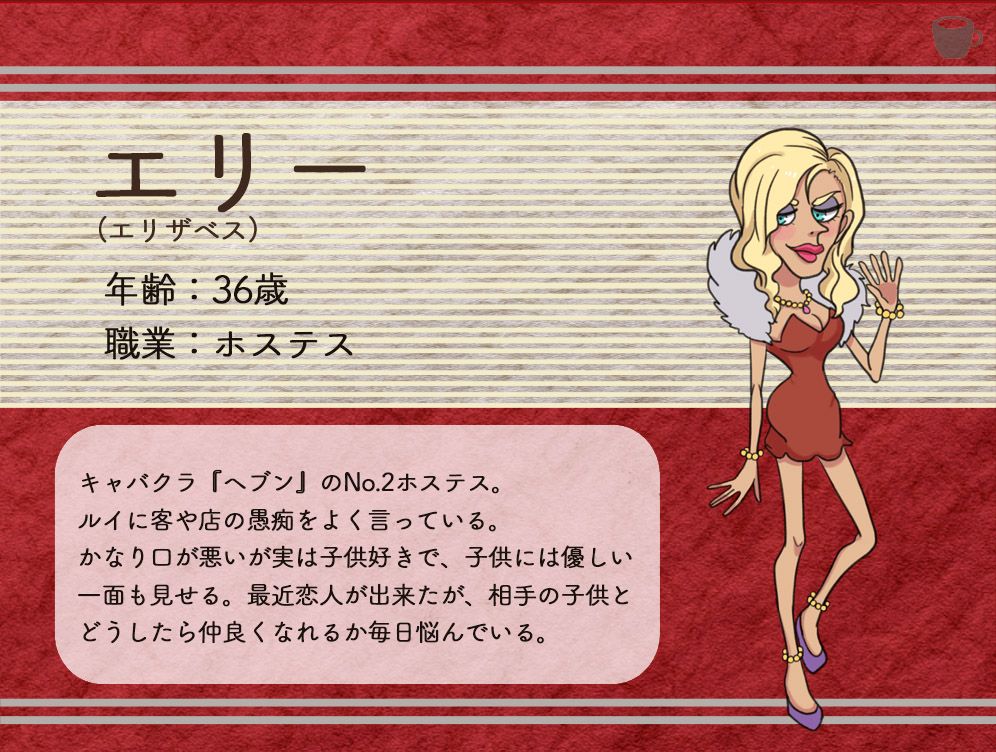 エリー
(エリザベス)
年齢：36歳
職業：ホステス
キャバクラ『ヘブン』のNo.2ホステス。
ルイに客や店の愚痴をよく言っている。
かなり口が悪いが実は子供好きで、子供には優しい
一面も見せる。最近恋人が出来たが、相手の子供と
どうしたら仲良くなれるか毎日悩んでいる。